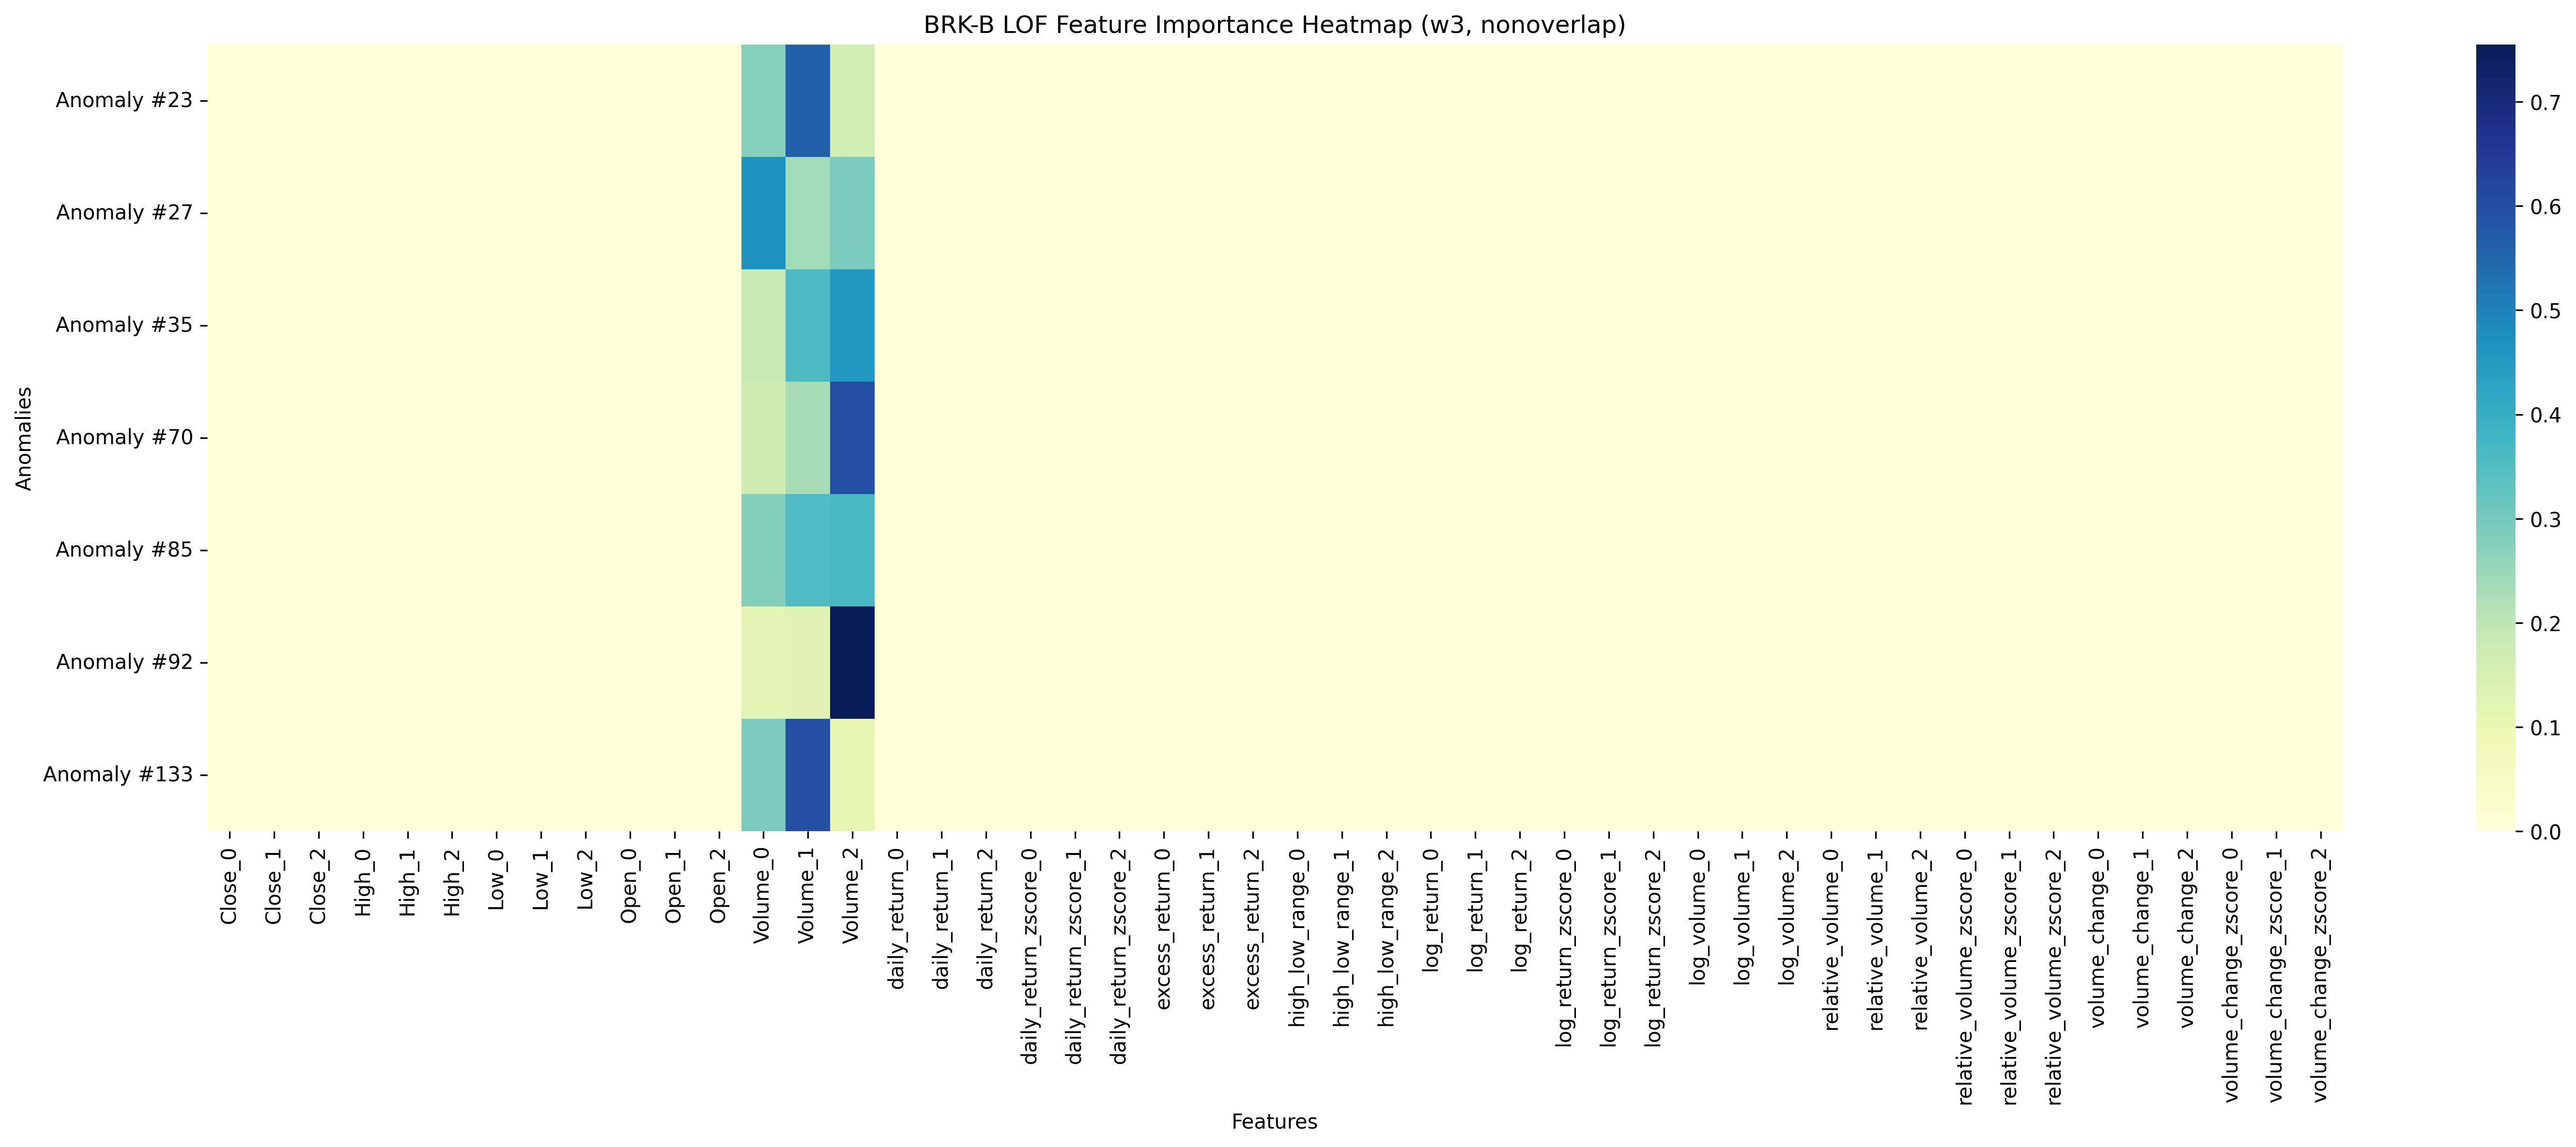 BRK-B LOF Feature Importance Heatmap (w3, nonoverlap)
Anomalies
Anomaly #23
Anomaly #27
Anomaly #35
Anomaly #70
Anomaly #85
Anomaly #92
Anomaly #133
Close_0
Close_1
Close_2
High_0
High_1
High_2
Low_0
Low_1
Low_2
Open_0
Open_1
Open_2
Volume_0
Volume_1
Volume_2
daily_return_0
daily_return_1
daily_return_2
daily_return_zscore_0
daily_return_zscore_1
daily_return_zscore_2
excess_return_0
excess_return_1
excess_return_2
high_low_range_0
high_low_range_1
high_low_range_2
log_return_0
log_return_1
log_return_2
log_return_zscore_0
log_return_zscore_1
log_return_zscore_2
log_volume_0
log_volume_1
log_volume_2
relative_volume_0
relative_volume_1
relative_volume_2
relative_volume_zscore_0
relative_volume_zscore_1
relative_volume_zscore_2
volume_change_0
volume_change_1
volume_change_2
volume_change_zscore_0
volume_change_zscore_1
volume_change_zscore_2
Features
0.7
0.6
0.5
0.4
0.3
0.2
0.1
0.0